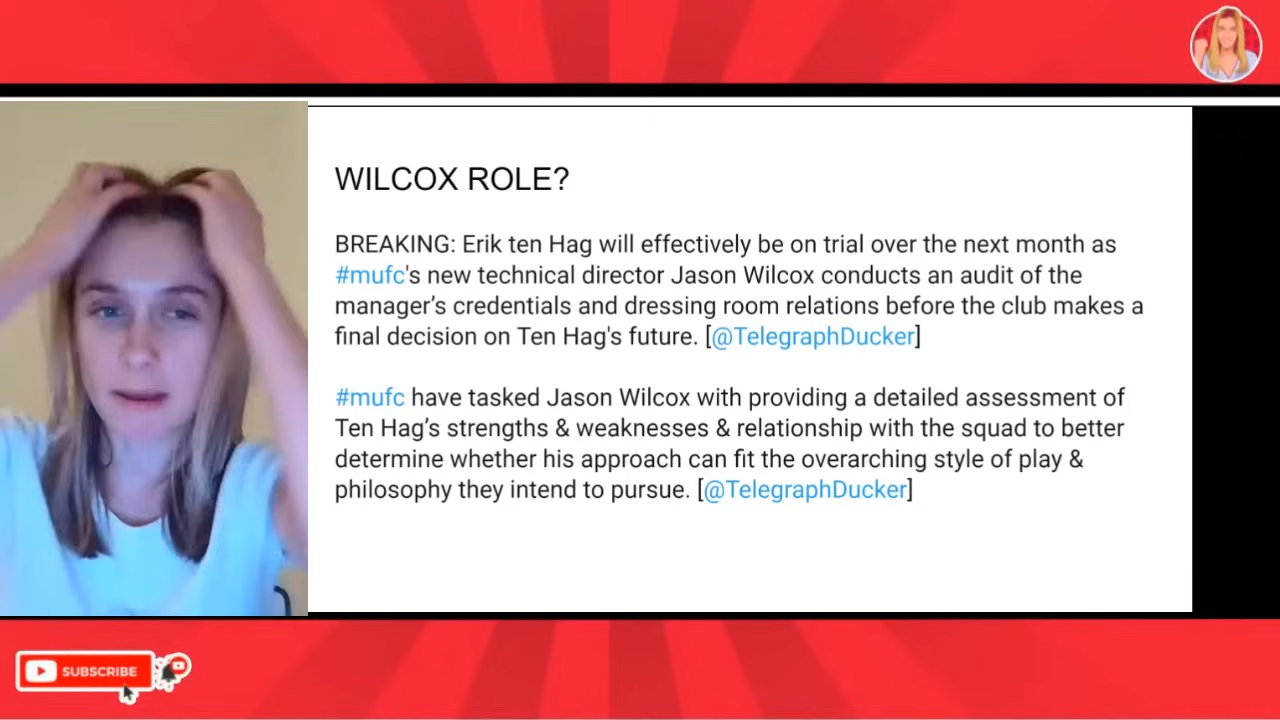 WILCOX ROLE?
BREAKING: Erik ten Hag will effectively be on trial over the next month as
#mufc's new technical director Jason Wilcox conducts an audit of the
manager’s credentials and dressing room relations before the club makes a
final decision on Ten Hag's future. [@TelegraphDucker]
#mufc have tasked Jason Wilcox with providing a detailed assessment of
Ten Hag’s strengths & weaknesses & relationship with the squad to better
determine whether his approach can fit the overarching style of play &
philosophy they intend to pursue. [@TelegraphDucker]
SUBSCRIBE